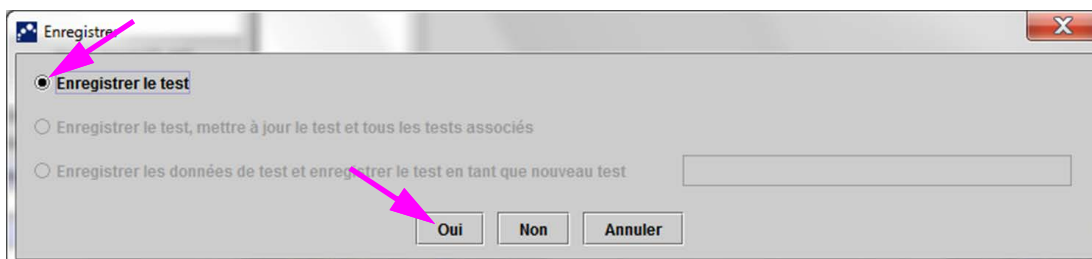 Enregistrer
Enregistrer le test
Enregistrer le test, mettre à jour le test et tous les tests associés
Enregistrer les données de test et enregistrer le test en tant que nouveau test
Oui Non Annuler